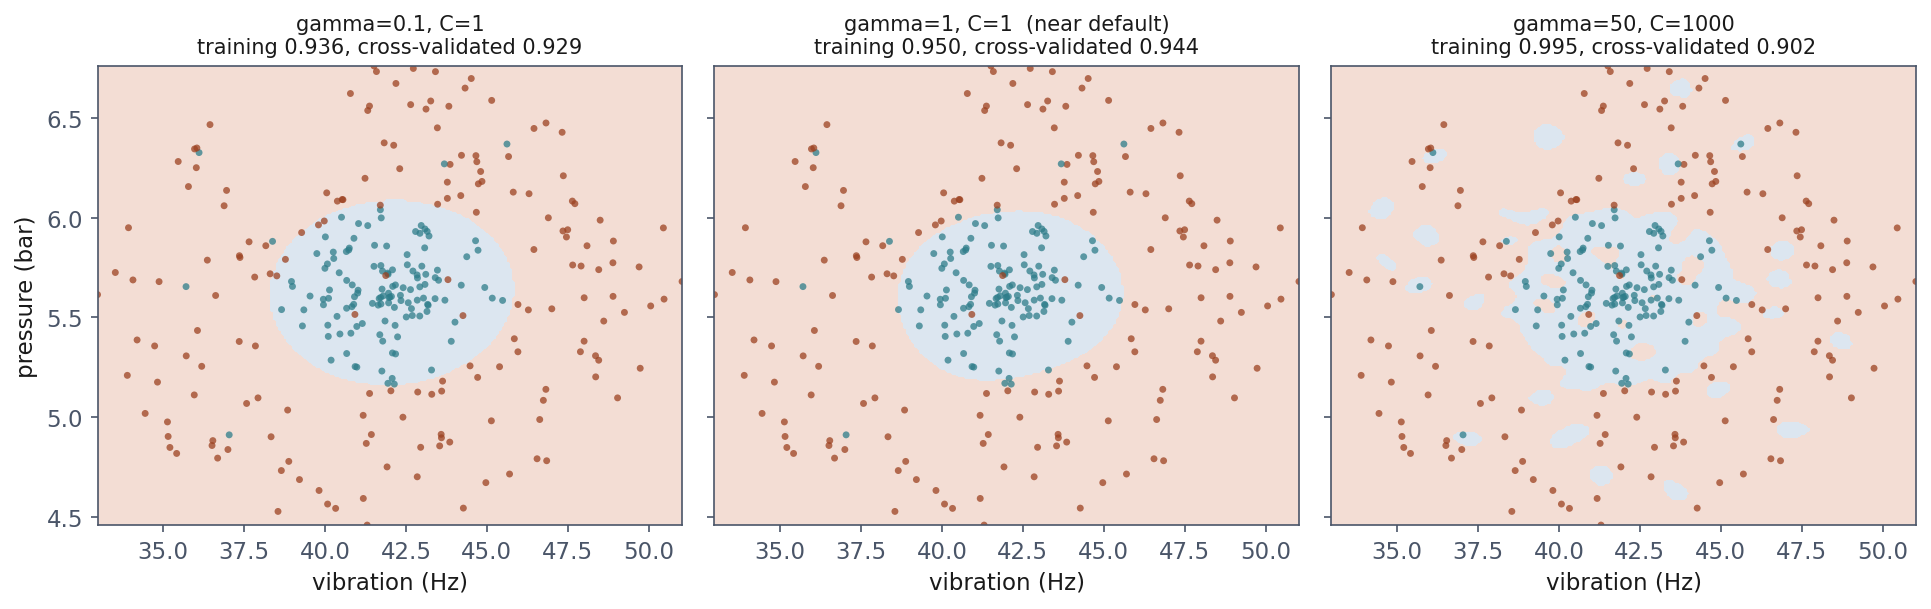 gamma=0.1, C=1
training 0.936, cross-validated 0.929
gamma=1, C=1  (near default)
training 0.950, cross-validated 0.944
gamma=50, C=1000
training 0.995, cross-validated 0.902
pressure (bar)
6.5
6.0
5.5
5.0
4.5
35.0 37.5 40.0 42.5 45.0 47.5 50.0
35.0 37.5 40.0 42.5 45.0 47.5 50.0
35.0 37.5 40.0 42.5 45.0 47.5 50.0
vibration (Hz)
vibration (Hz)
vibration (Hz)